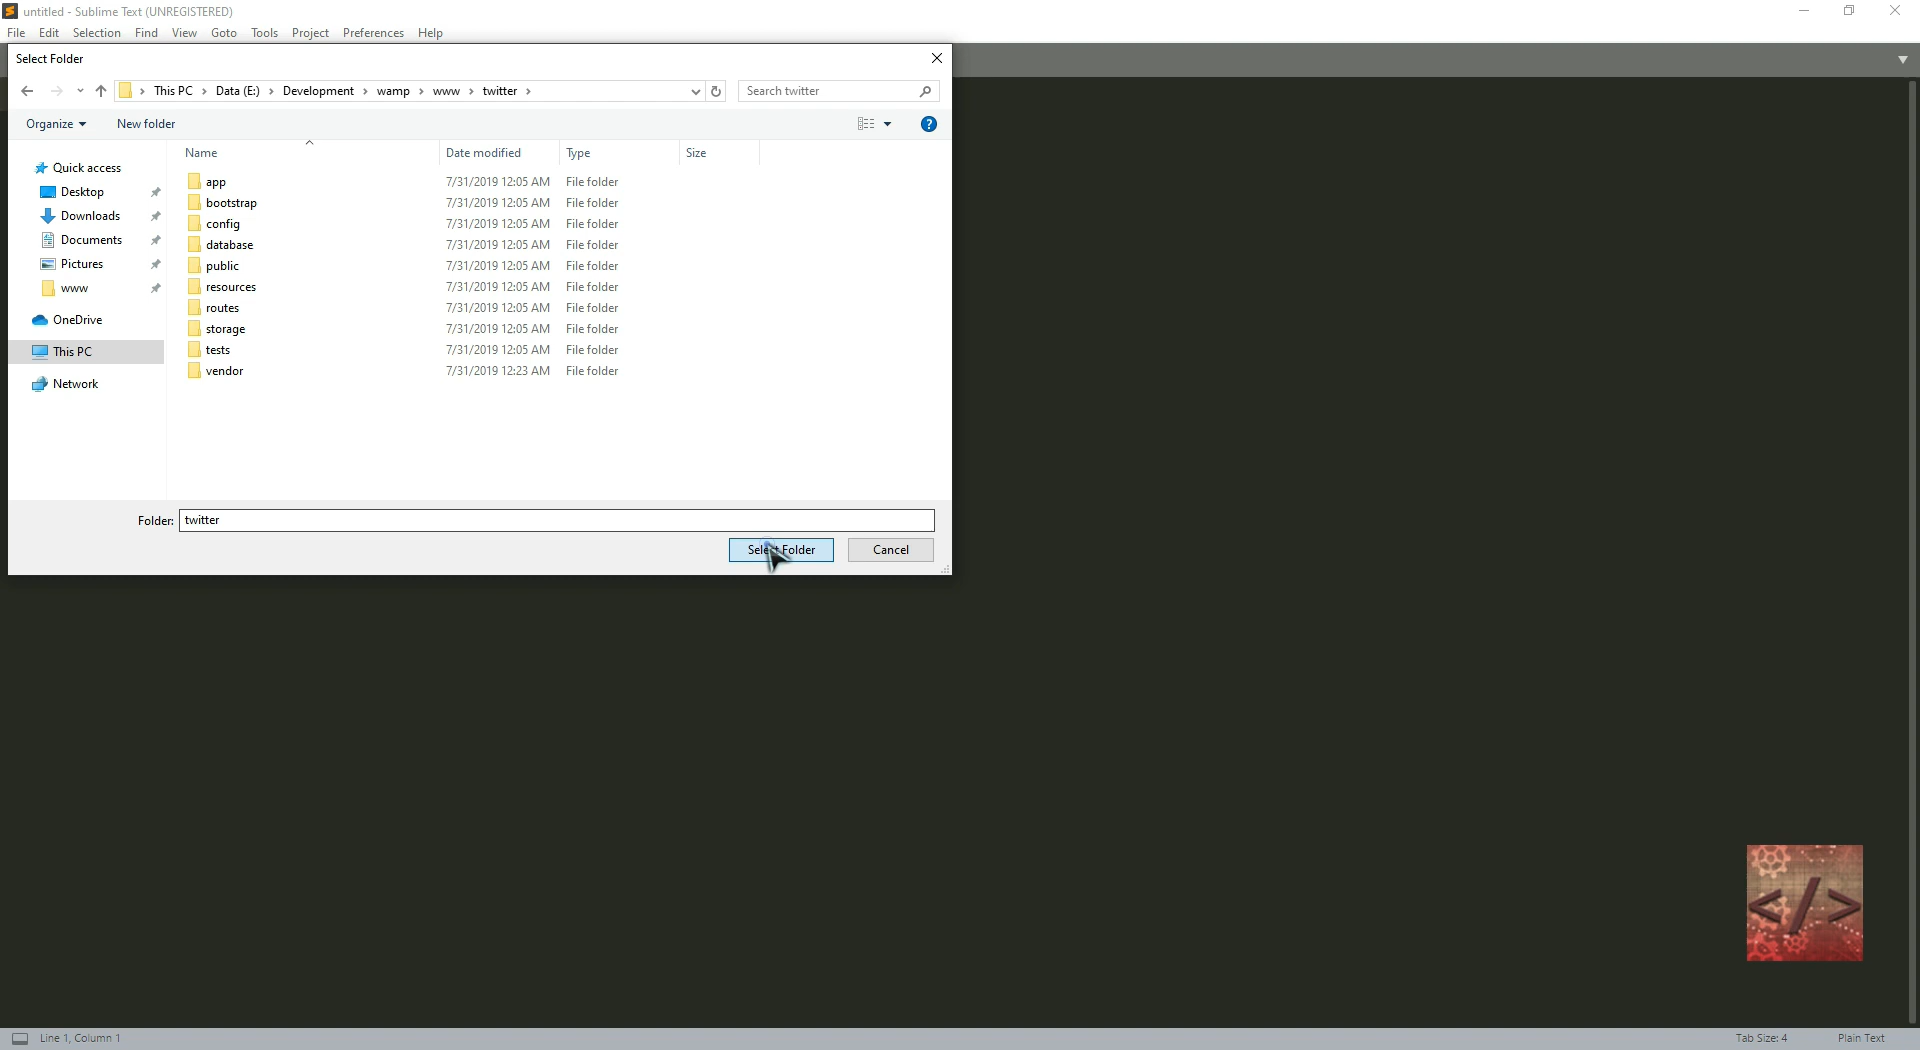 untitled - Sublime Text (UNREGISTERED)
File Edit Selection Find View Goto Tools Project Preferences Help
Select Folder
This PC > Data (E:) > Development > wamp > www > twitter >
Search twitter
Organize New folder
Name Date modified Type Size
Quick access
Desktop
Downloads
Documents
Pictures
www
OneDrive
This PC
Network
app 7/31/2019 12:05 AM File folder
bootstrap 7/31/2019 12:05 AM File folder
config 7/31/2019 12:05 AM File folder
database 7/31/2019 12:05 AM File folder
public 7/31/2019 12:05 AM File folder
resources 7/31/2019 12:05 AM File folder
routes 7/31/2019 12:05 AM File folder
storage 7/31/2019 12:05 AM File folder
tests 7/31/2019 12:05 AM File folder
vendor 7/31/2019 12:23 AM File folder
Folder: twitter
Select Folder Cancel
</>
Line 1, Column 1 Tab Size: 4 Plain Text